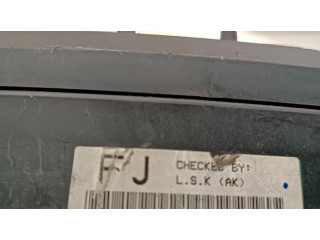 FJ
CHECKED BY:
L.S.K (AK)